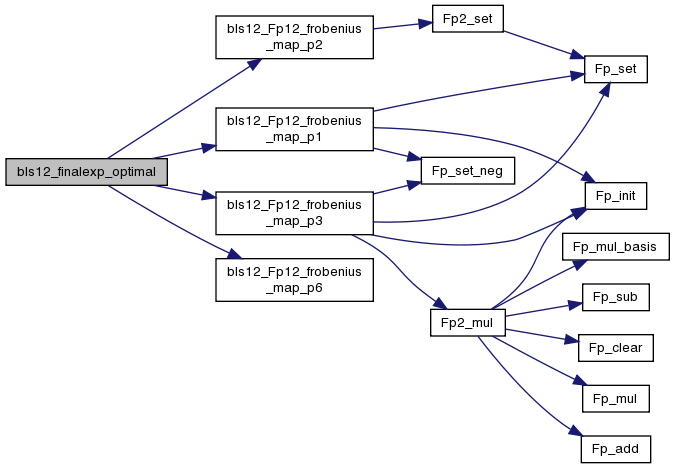 bls12_finalexp_optimal
bls12_Fp12_frobenius
_map_p2
bls12_Fp12_frobenius
_map_p1
bls12_Fp12_frobenius
_map_p3
bls12_Fp12_frobenius
_map_p6
Fp2_set
Fp_set_neg
Fp2_mul
Fp_set
Fp_init
Fp_mul_basis
Fp_sub
Fp_clear
Fp_mul
Fp_add